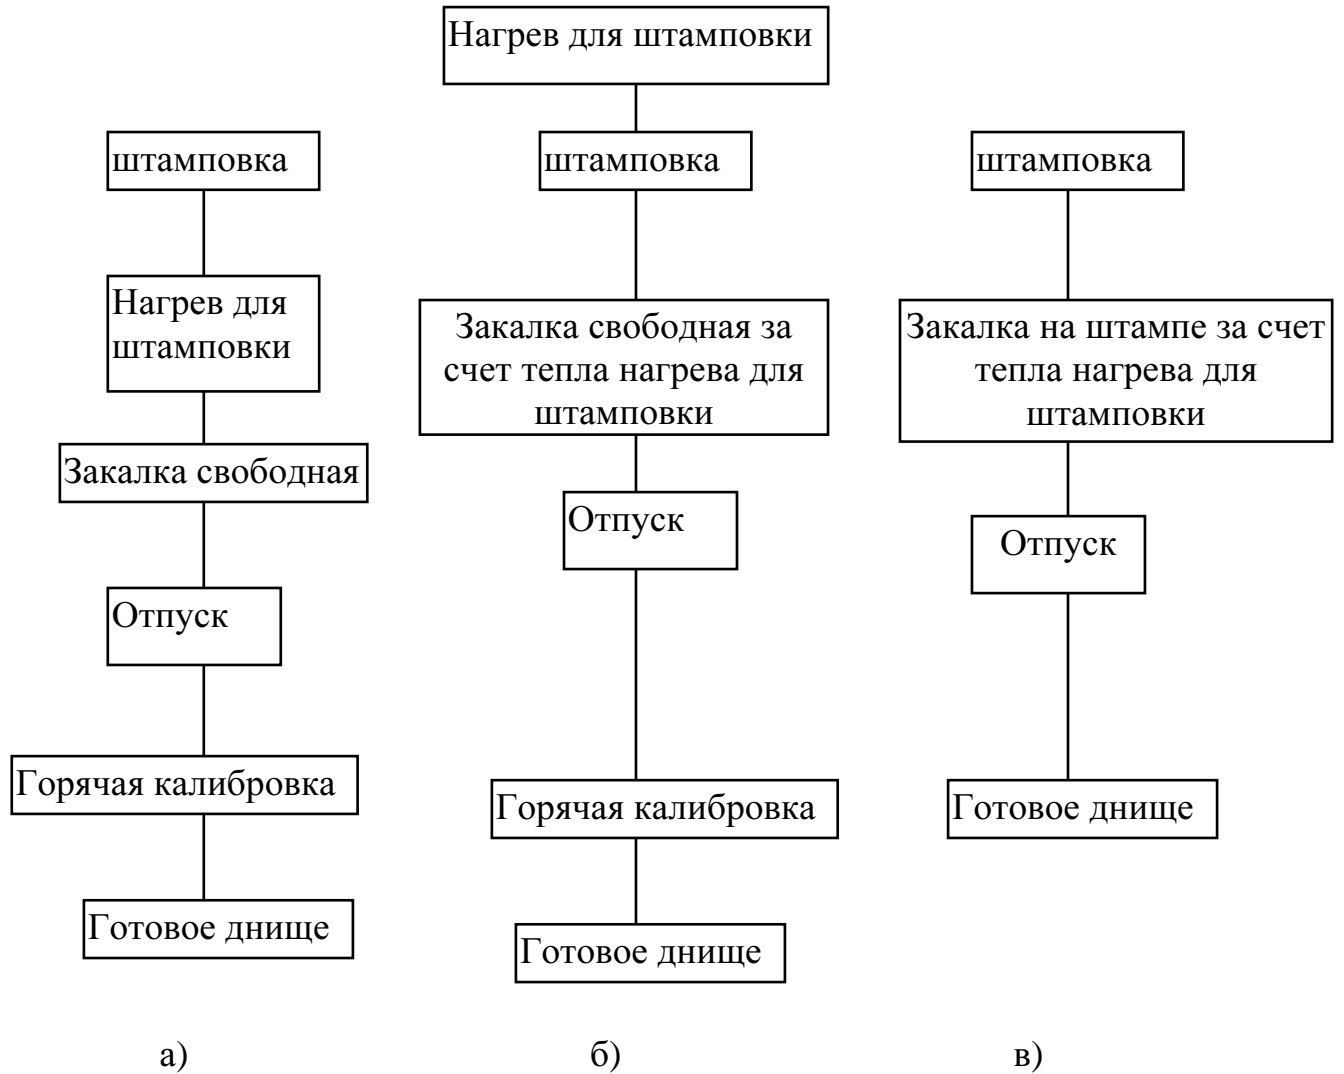 штамповка
Нагрев для
штамповки
Закалка свободная
Отпуск
Горячая калибровка
Готовое днище
а)
Нагрев для штамповки
штамповка
Закалка свободная за
счет тепла нагрева для
штамповки
Отпуск
Горячая калибровка
Готовое днище
б)
штамповка
Закалка на штампе за счет
тепла нагрева для
штамповки
Отпуск
Готовое днище
в)